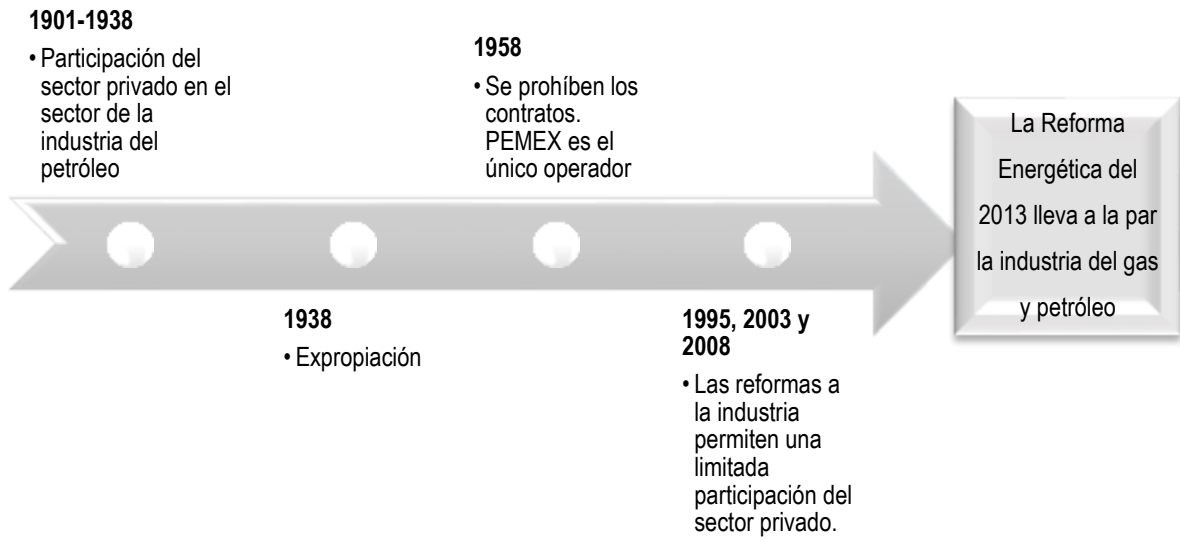 1901-1938
• Participación del
sector privado en el
sector de la
industria del
petróleo
1938
• Expropiación
1958
• Se prohíben los
contratos.
PEMEX es el
único operador
1995, 2003 y
2008
• Las reformas a
la industria
permiten una
limitada
participación del
sector privado.
La Reforma
Energética del
2013 lleva a la par
la industria del gas
y petróleo